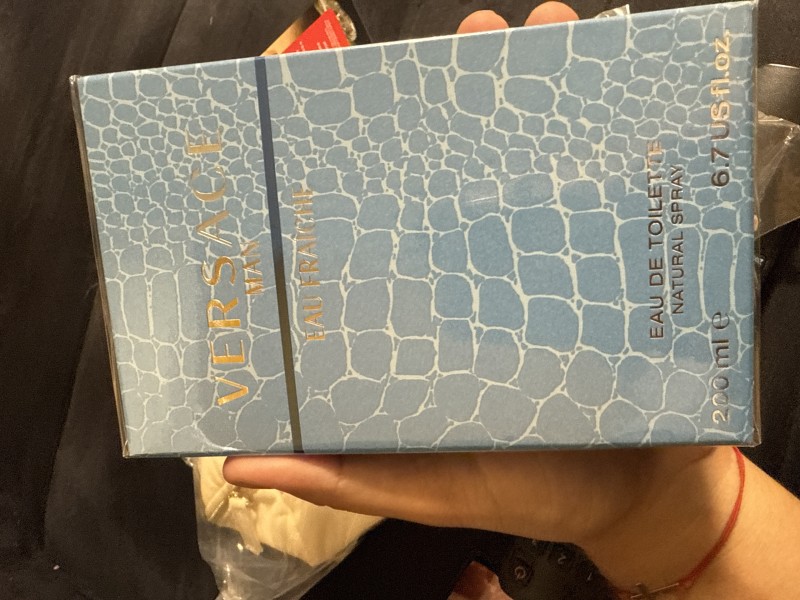 VERSACE
MAN
EAU FRAÎCHE
EAU DE TOILETTE
NATURAL SPRAY
200 ml e 6.7 US fl.oz.